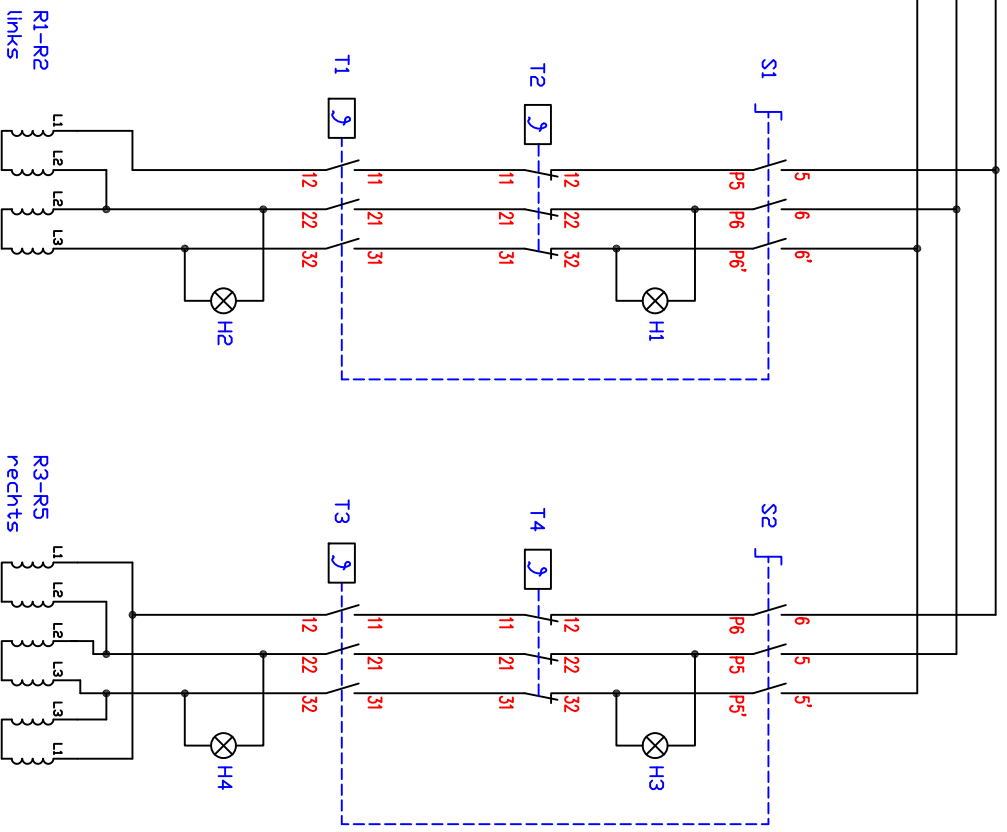 5 6 6'
6 5 5'
S1
S2
P5 P6 P6'
P6 P5 P5'
H1
H3
12 22 32
12 22 32
T2
T4
11 21 31
11 21 31
11 21 31
11 21 31
T1
T3
12 22 32
12 22 32
H2
H4
L1 L2 L2 L3
L1 L2 L2 L3 L3 L1
R1-R2
links
R3-R5
rechts